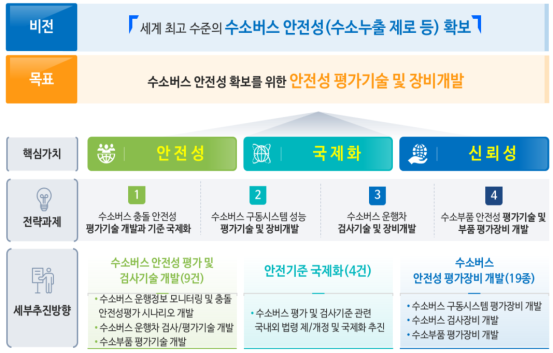 비전
「세계 최고 수준의 수소버스 안전성(수소누출 제로 등) 확보」
목표
수소버스 안전성 확보를 위한 안전성 평가기술 및 장비개발
핵심가치
안전성
국제화
신뢰성
전략과제
1
수소버스 충돌 안전성
평가기술 개발과 기준 국제화
2
수소버스 구동시스템 성능
평가기술 및 장비개발
3
수소버스 운행차
검사기술 및 장비개발
4
수소부품 안전성 평가기술 및
부품 평가장비 개발
세부추진방향
수소버스 안전성 평가 및
검사기술 개발(9건)
• 수소버스 운행정보 모니터링 및 충돌
안전성평가 시나리오 개발
• 수소버스 운행차 검사/평가기술 개발
• 수소부품 평가기술 개발
안전기준 국제화(4건)
• 수소버스 평가 및 검사기준 관련
국내외 법령 제/개정 및 국제화 추진
수소버스
안전성 평가장비 개발(19종)
• 수소버스 구동시스템 평가장비 개발
• 수소버스 검사장비 개발
• 수소부품 평가장비 개발